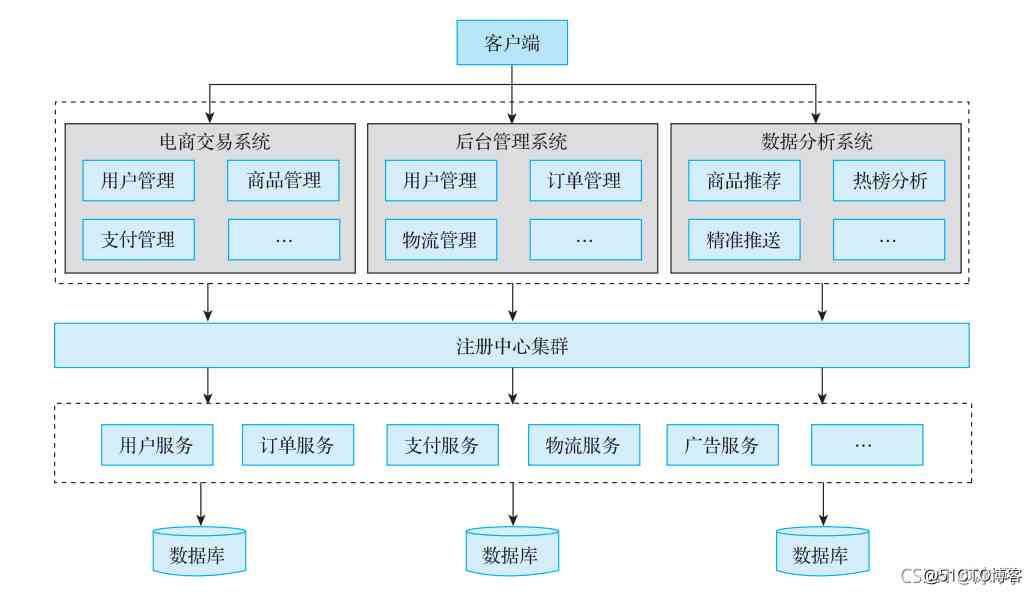 客户端
电商交易系统
用户管理 商品管理
支付管理 …
后台管理系统
用户管理 订单管理
物流管理 …
数据分析系统
商品推荐 热榜分析
精准推送 …
注册中心集群
用户服务 订单服务 支付服务 物流服务 广告服务 …
数据库 数据库 数据库
@51CTO博客